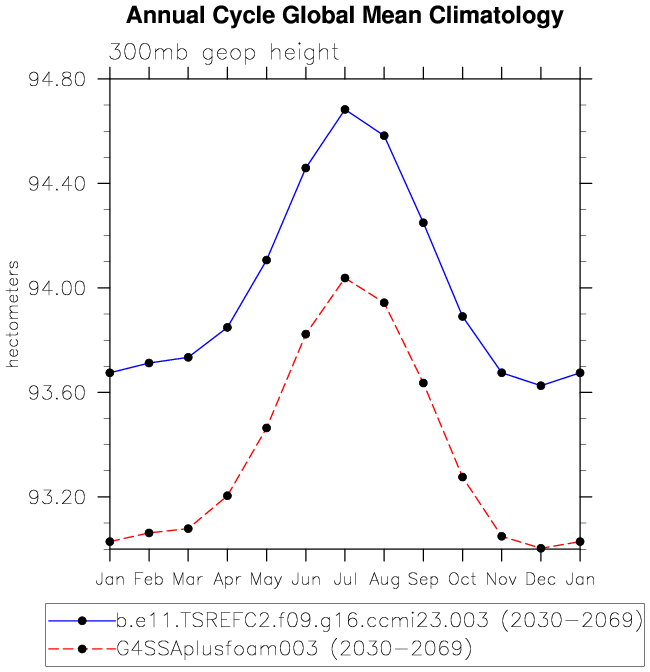 Annual Cycle Global Mean Climatology
300mb geop height
94.80
94.40
94.00
93.60
93.20
hectometers
Jan Feb Mar Apr May Jun Jul Aug Sep Oct Nov Dec Jan
b.e11.TSREFC2.f09.g16.ccmi23.003 (2030-2069)
G4SSAplusfoam003 (2030-2069)